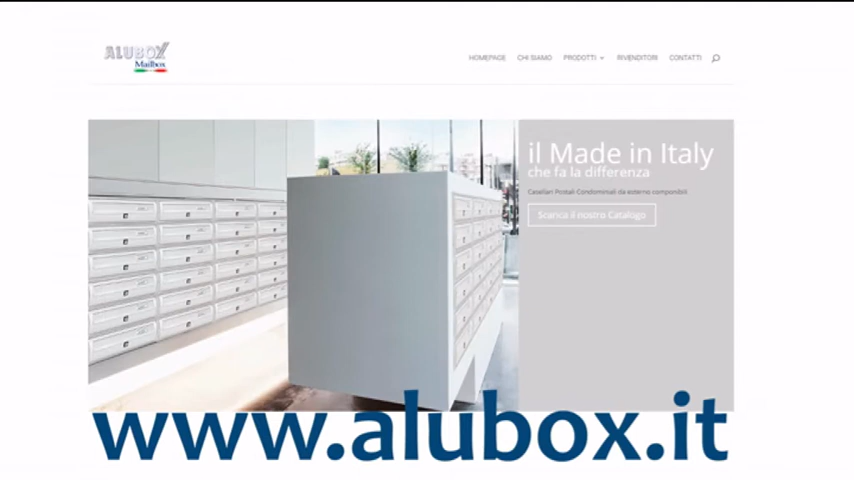 ALUBOX
Mailbox
HOMEPAGE CHI SIAMO PRODOTTI RIVENDITORI CONTATTI
il Made in Italy
che fa la differenza
Casellari Postali Condominiali da esterno componibili
Scarica il nostro Catalogo
www.alubox.it